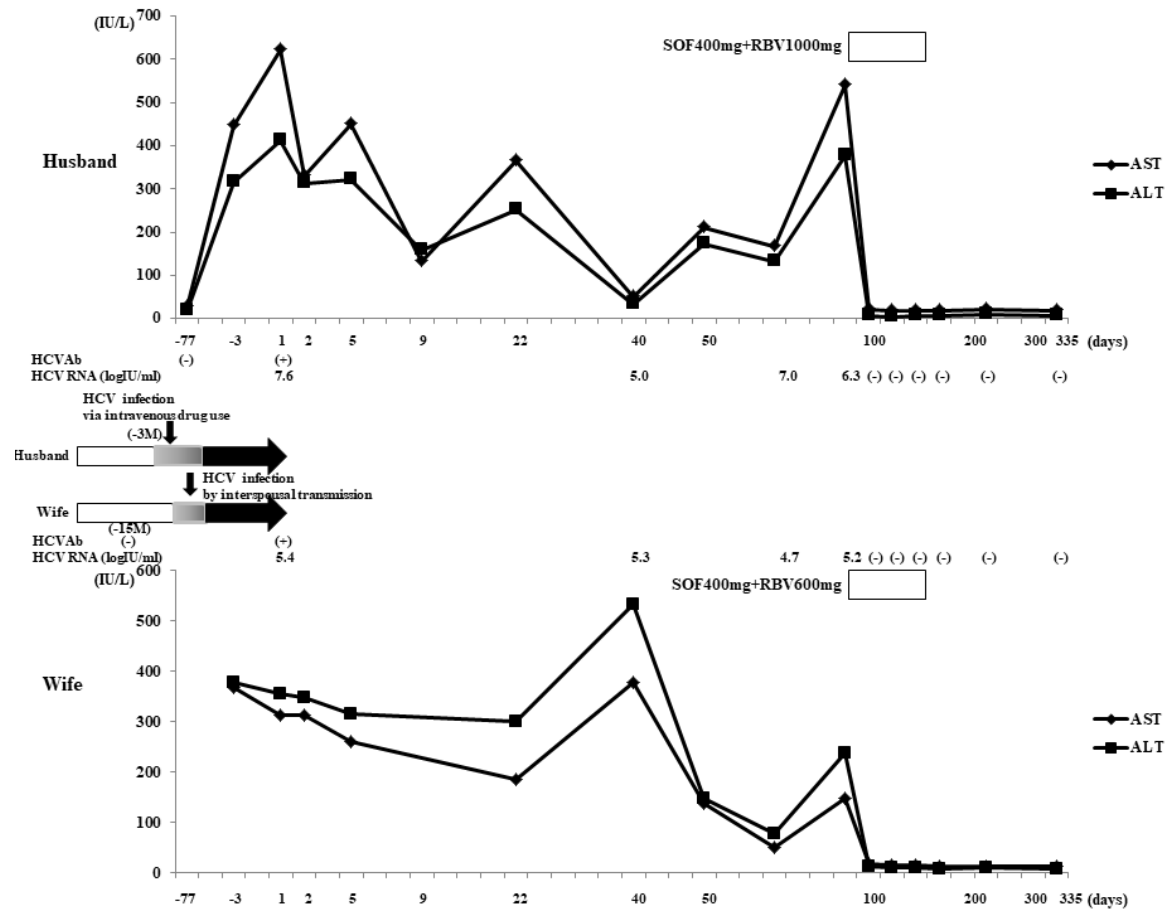 (IU/L)
700
600
500
400
300
200
100
0
SOF400mg+RBV1000mg
Husband
AST
ALT
-77 -3 1 2 5 9 22 40 50 100 200 300 335 (days)
HCVAb (-) (+)
HCV RNA (logIU/ml) 7.6 5.0 7.0 6.3 (-) (-) (-) (-) (-) (-)
HCV infection
via intravenous drug use
(-3M)
Husband
HCV infection
by interspousal transmission
Wife
(-15M)
HCVAb (-) (+)
HCV RNA (logIU/ml) 5.4 5.3 4.7 5.2 (-) (-) (-) (-) (-) (-)
(IU/L)
600
500
400
300
200
100
0
SOF400mg+RBV600mg
Wife
AST
ALT
-77 -3 1 2 5 9 22 40 50 100 200 300 335 (days)